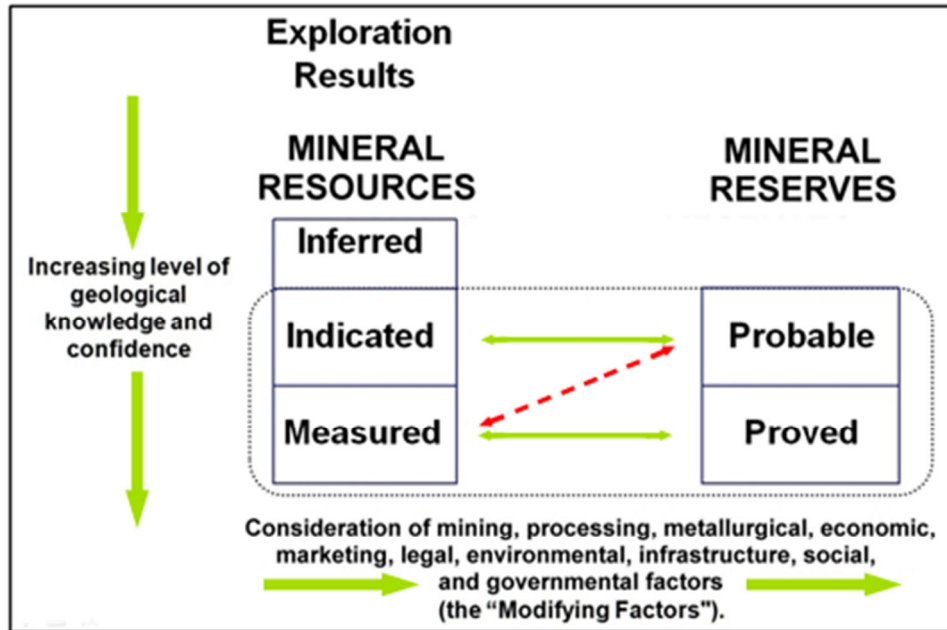 Exploration
Results
MINERAL
RESOURCES
MINERAL
RESERVES
Inferred
Increasing level of
geological
knowledge and
confidence
Indicated
Probable
Measured
Proved
Consideration of mining, processing, metallurgical, economic,
marketing, legal, environmental, infrastructure, social,
and governmental factors
(the “Modifying Factors").